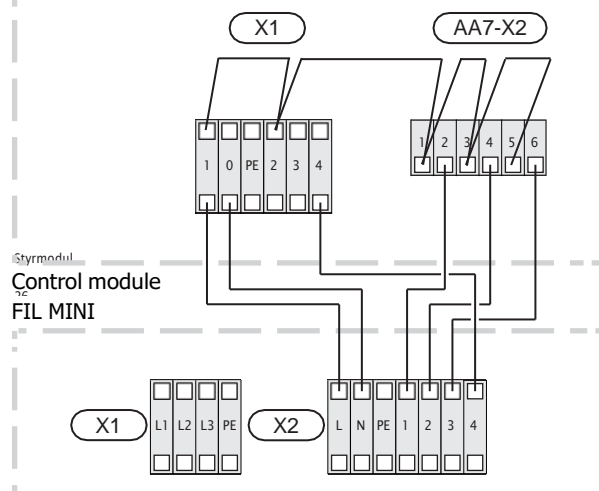 X1 AA7-X2
1 0 PE 2 3 4 1 2 3 4 5 6
Styrmodul
Control module
FIL MINI
X1 L1 L2 L3 PE X2 L N PE 1 2 3 4